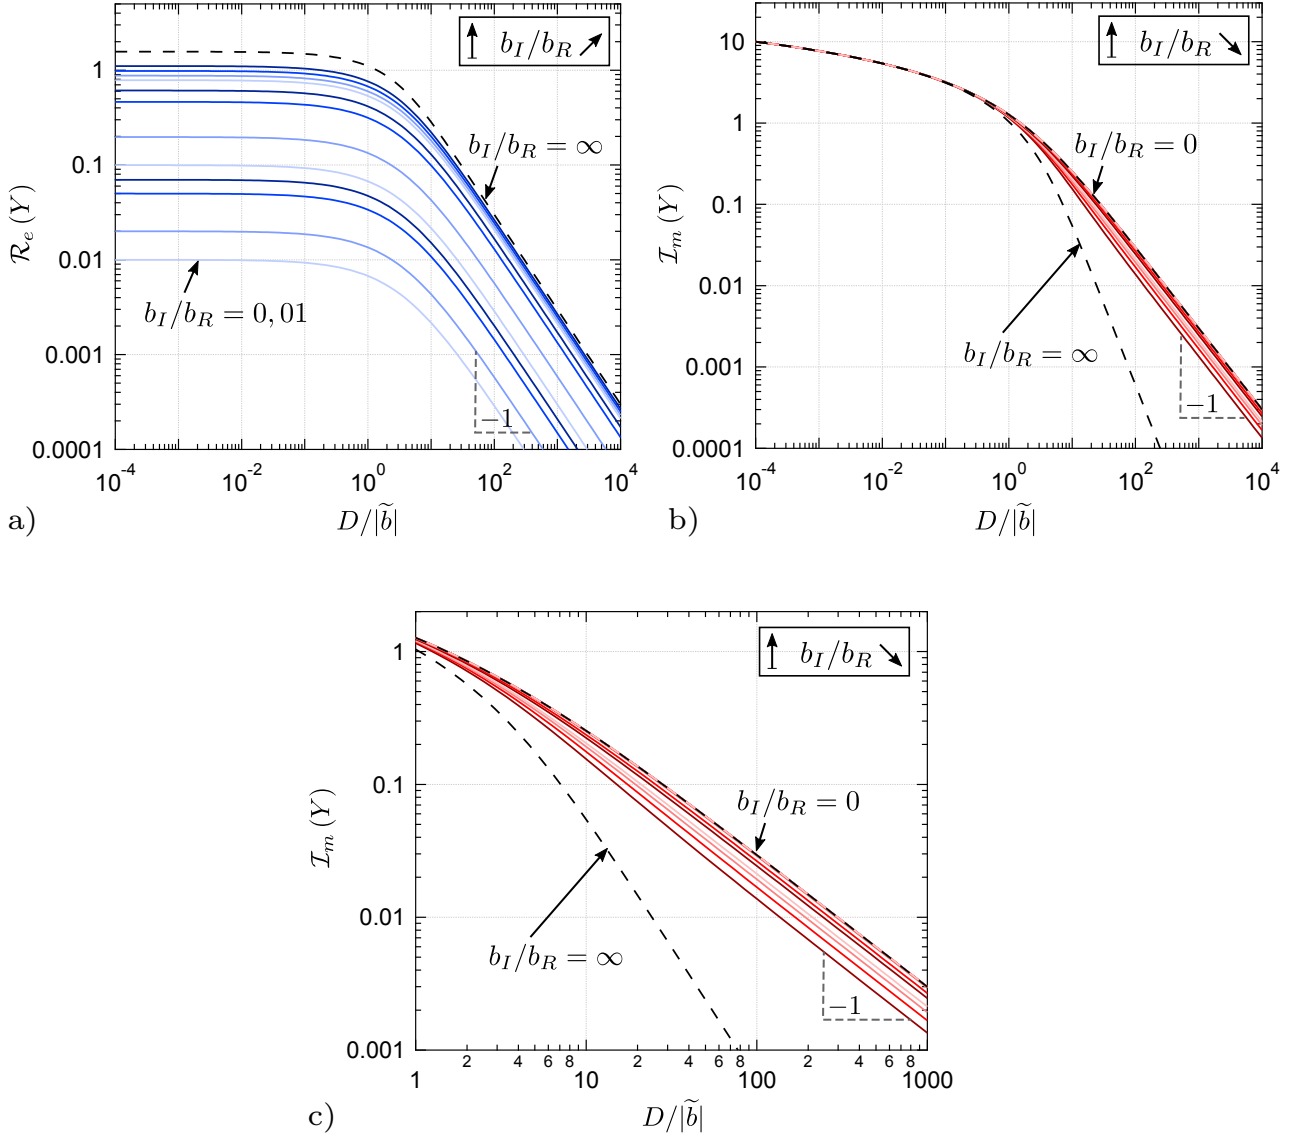 b_I/b_R
1
0.1
0.01
0.001
0.0001
R_e (Y)
b_I/b_R = ∞
b_I/b_R = 0, 01
−1
10^-4
10^-2
10^0
10^2
10^4
D/|b̃|
a)
b_I/b_R
10
1
0.1
0.01
0.001
0.0001
I_m (Y)
b_I/b_R = 0
b_I/b_R = ∞
−1
10^-4
10^-2
10^0
10^2
10^4
D/|b̃|
b)
b_I/b_R
1
0.1
0.01
0.001
I_m (Y)
b_I/b_R = 0
b_I/b_R = ∞
−1
2 4 6 8 2 4 6 8 2 4 6 8
1 10 100 1000
D/|b̃|
c)